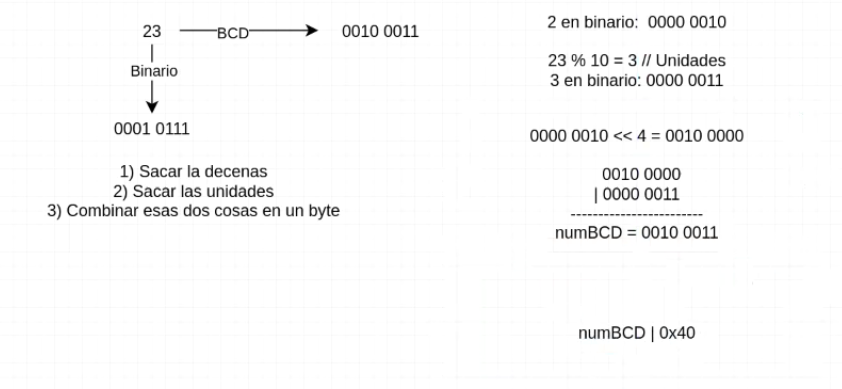 23 BCD 0010 0011
Binario
0001 0111
1) Sacar la decenas
2) Sacar las unidades
3) Combinar esas dos cosas en un byte
2 en binario: 0000 0010
23 % 10 = 3 // Unidades
3 en binario: 0000 0011
0000 0010 << 4 = 0010 0000
0010 0000
| 0000 0011
------------------------
numBCD = 0010 0011
numBCD | 0x40